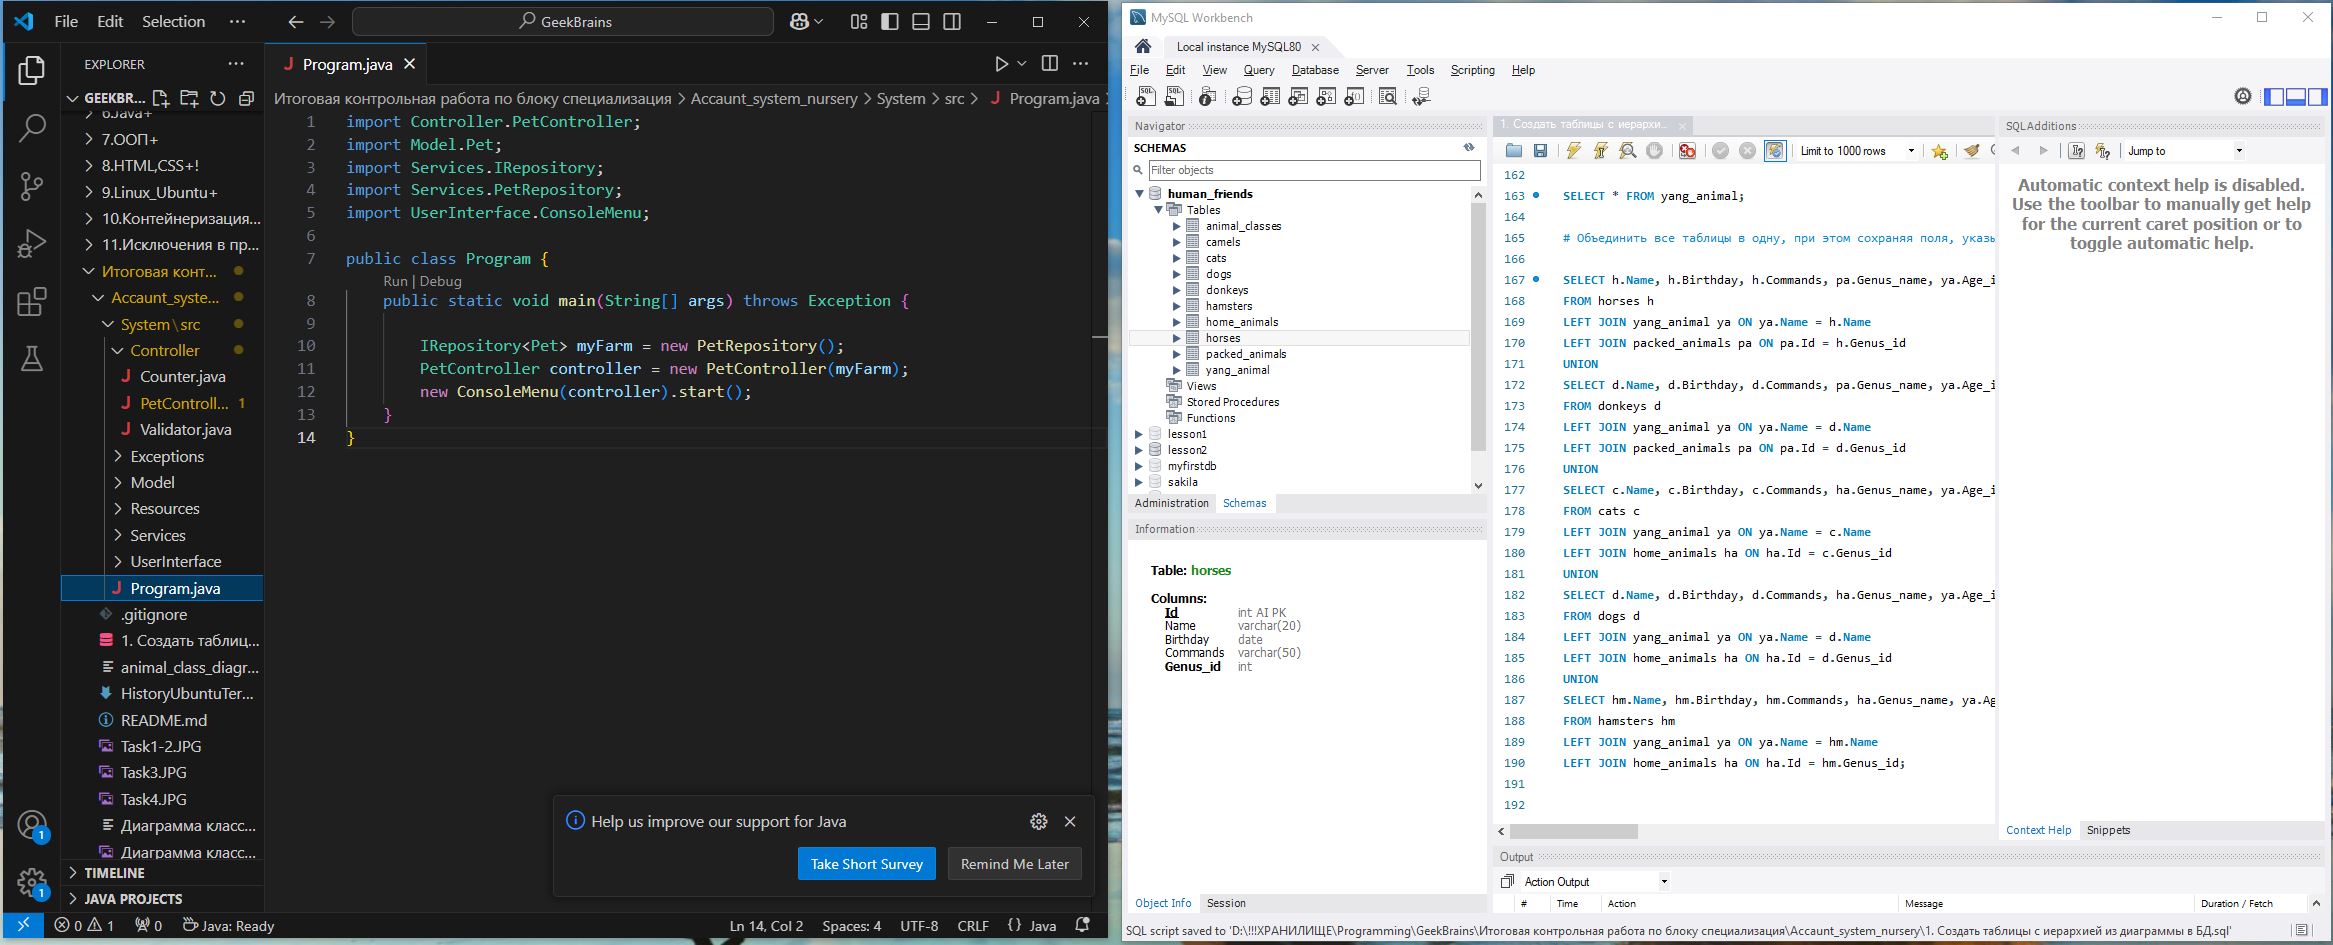 File Edit Selection ···
GeekBrains
EXPLORER
Program.java
GEEKBR...
6.Java+
7.ООП+
8.HTML,CSS+!
9.Linux_Ubuntu+
10.Контейнеризация...
11.Исключения в пр...
Итоговая конт...
Accaunt_syste...
System\src
Controller
Counter.java
PetControll... 1
Validator.java
Exceptions
Model
Resources
Services
UserInterface
Program.java
.gitignore
1. Создать таблиц...
animal_class_diagr...
HistoryUbuntuTer...
README.md
Task1-2.JPG
Task3.JPG
Task4.JPG
Диаграмма класс...
Диаграмма класс...
TIMELINE
JAVA PROJECTS
Итоговая контрольная работа по блоку специализация > Accaunt_system_nursery > System > src > Program.java
1 import Controller.PetController;
2 import Model.Pet;
3 import Services.IRepository;
4 import Services.PetRepository;
5 import UserInterface.ConsoleMenu;
6
7 public class Program {
Run | Debug
8 public static void main(String[] args) throws Exception {
9
10 IRepository<Pet> myFarm = new PetRepository();
11 PetController controller = new PetController(myFarm);
12 new ConsoleMenu(controller).start();
13 }
14 }
Help us improve our support for Java
Take Short Survey
Remind Me Later
1
1
0 1 0 Java: Ready
Ln 14, Col 2 Spaces: 4 UTF-8 CRLF {} Java
MySQL Workbench
Local instance MySQL80
File Edit View Query Database Server Tools Scripting Help
Navigator
SCHEMAS
Filter objects
human_friends
Tables
animal_classes
camels
cats
dogs
donkeys
hamsters
home_animals
horses
packed_animals
yang_animal
Views
Stored Procedures
Functions
lesson1
lesson2
myfirstdb
sakila
Administration Schemas
Information
Table: horses
Columns:
Id int AI PK
Name varchar(20)
Birthday date
Commands varchar(50)
Genus_id int
Object Info Session
1. Создать таблицы с иерархи...
Limit to 1000 rows
162
163 SELECT * FROM yang_animal;
164
165 # Объединить все таблицы в одну, при этом сохраняя поля, указы
166
167 SELECT h.Name, h.Birthday, h.Commands, pa.Genus_name, ya.Age_i
168 FROM horses h
169 LEFT JOIN yang_animal ya ON ya.Name = h.Name
170 LEFT JOIN packed_animals pa ON pa.Id = h.Genus_id
171 UNION
172 SELECT d.Name, d.Birthday, d.Commands, pa.Genus_name, ya.Age_i
173 FROM donkeys d
174 LEFT JOIN yang_animal ya ON ya.Name = d.Name
175 LEFT JOIN packed_animals pa ON pa.Id = d.Genus_id
176 UNION
177 SELECT c.Name, c.Birthday, c.Commands, ha.Genus_name, ya.Age_i
178 FROM cats c
179 LEFT JOIN yang_animal ya ON ya.Name = c.Name
180 LEFT JOIN home_animals ha ON ha.Id = c.Genus_id
181 UNION
182 SELECT d.Name, d.Birthday, d.Commands, ha.Genus_name, ya.Age_i
183 FROM dogs d
184 LEFT JOIN yang_animal ya ON ya.Name = d.Name
185 LEFT JOIN home_animals ha ON ha.Id = d.Genus_id
186 UNION
187 SELECT hm.Name, hm.Birthday, hm.Commands, ha.Genus_name, ya.Ag
188 FROM hamsters hm
189 LEFT JOIN yang_animal ya ON ya.Name = hm.Name
190 LEFT JOIN home_animals ha ON ha.Id = hm.Genus_id;
191
192
SQLAdditions
Jump to
Automatic context help is disabled.
Use the toolbar to manually get help
for the current caret position or to
toggle automatic help.
Context Help Snippets
Output
Action Output
# Time Action Message Duration / Fetch
SQL script saved to 'D:\!!!ХРАНИЛИЩЕ\Programming\GeekBrains\Итоговая контрольная работа по блоку специализация\Accaunt_system_nursery\1. Создать таблицы с иерархией из диаграммы в БД.sql'